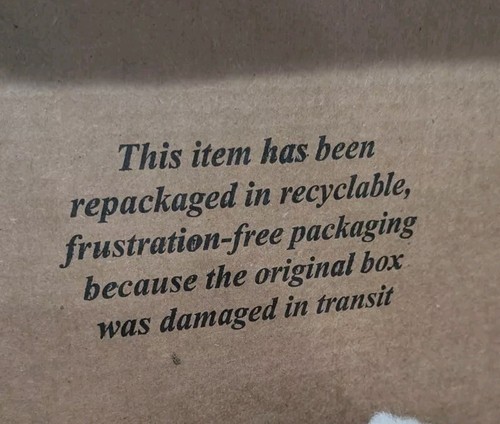 This item has been
repackaged in recyclable,
frustration-free packaging
because the original box
was damaged in transit